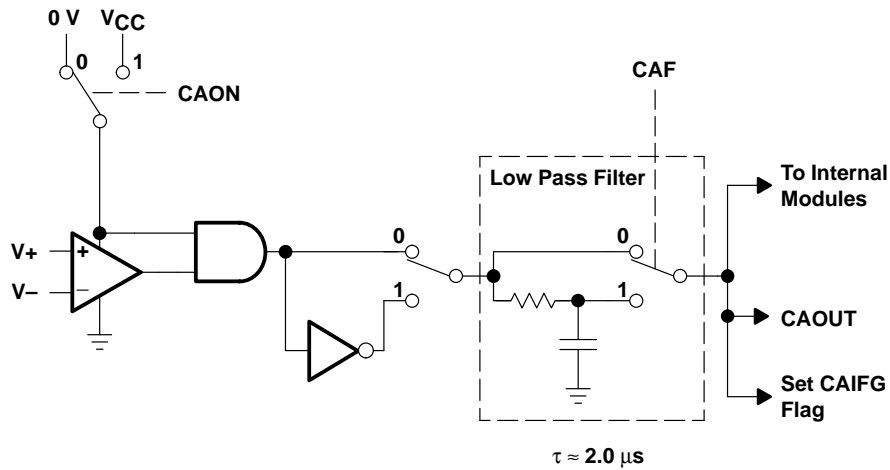 0 V
VCC
0
1
CAON
CAF
Low Pass Filter
To Internal
Modules
V+
+
V−
−
0
1
0
1
CAOUT
Set CAIFG
Flag
τ ≈ 2.0 μs